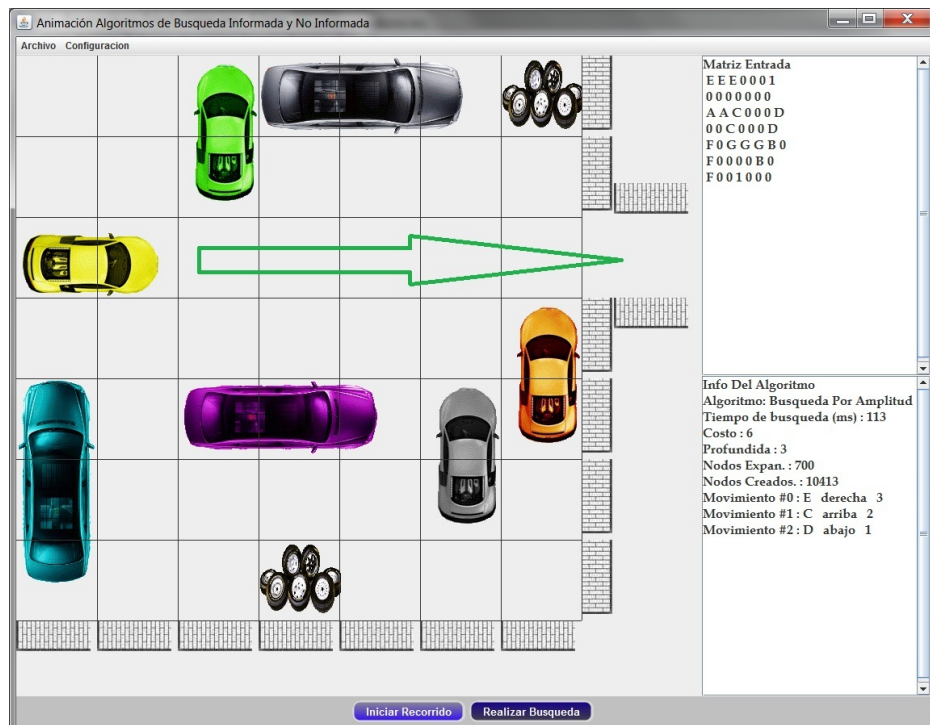 Animación Algoritmos de Busqueda Informada y No Informada
Archivo Configuracion
Matriz Entrada
E E E 0 0 0 1
0 0 0 0 0 0 0
A A C 0 0 0 D
0 0 C 0 0 0 D
F 0 G G G B 0
F 0 0 0 0 B 0
F 0 0 1 0 0 0
Info Del Algoritmo
Algoritmo: Busqueda Por Amplitud
Tiempo de busqueda (ms) : 113
Costo : 6
Profundida : 3
Nodos Expan. : 700
Nodos Creados. : 10413
Movimiento #0 : E derecha 3
Movimiento #1 : C arriba 2
Movimiento #2 : D abajo 1
Iniciar Recorrido
Realizar Busqueda